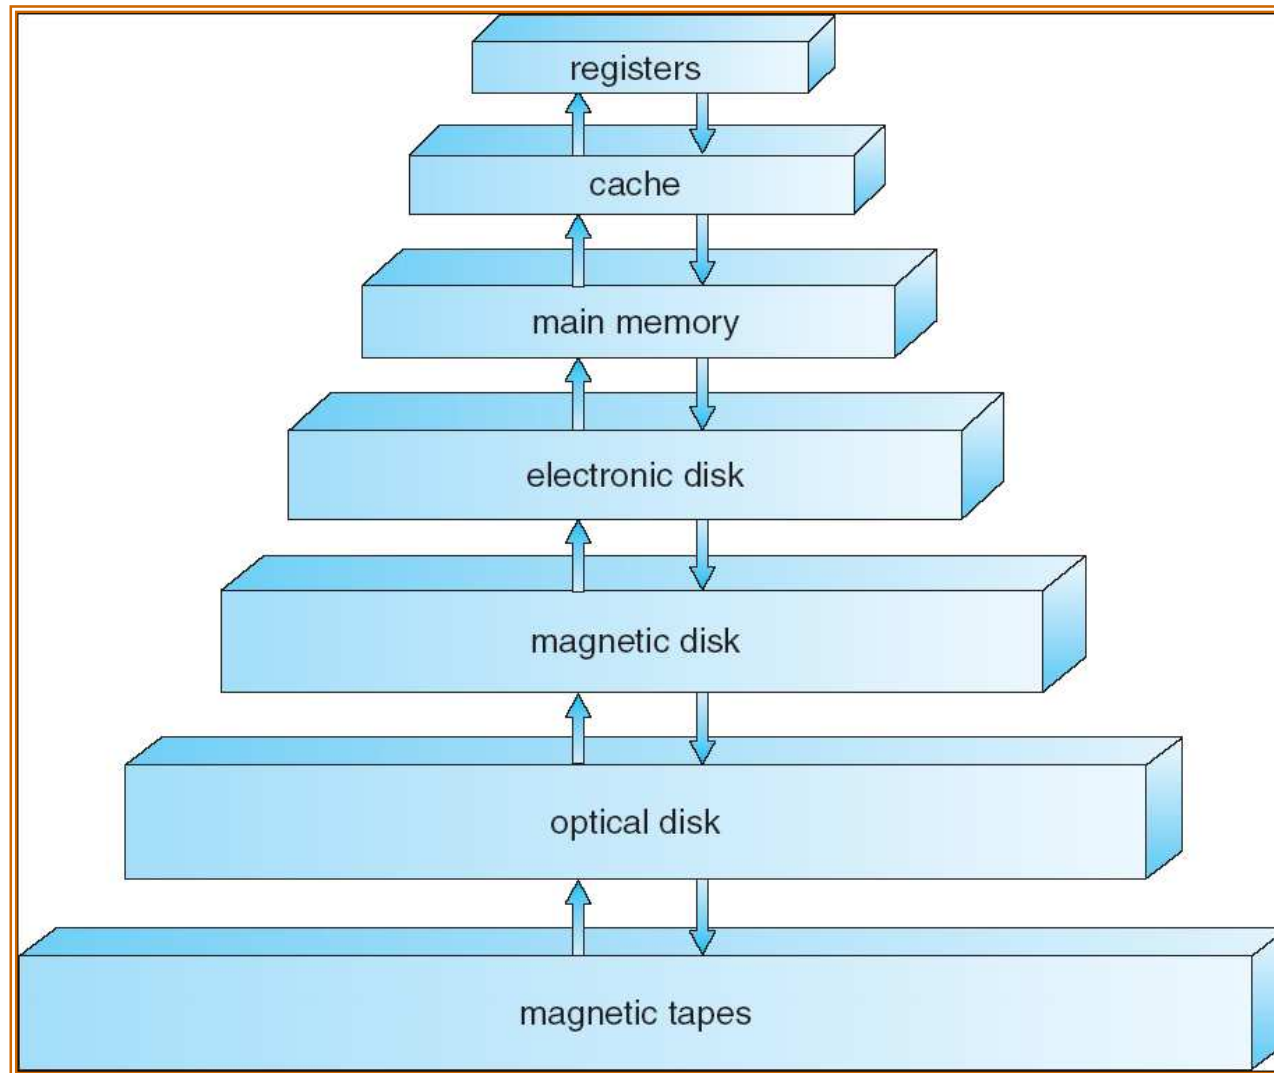 registers
cache
main memory
electronic disk
magnetic disk
optical disk
magnetic tapes